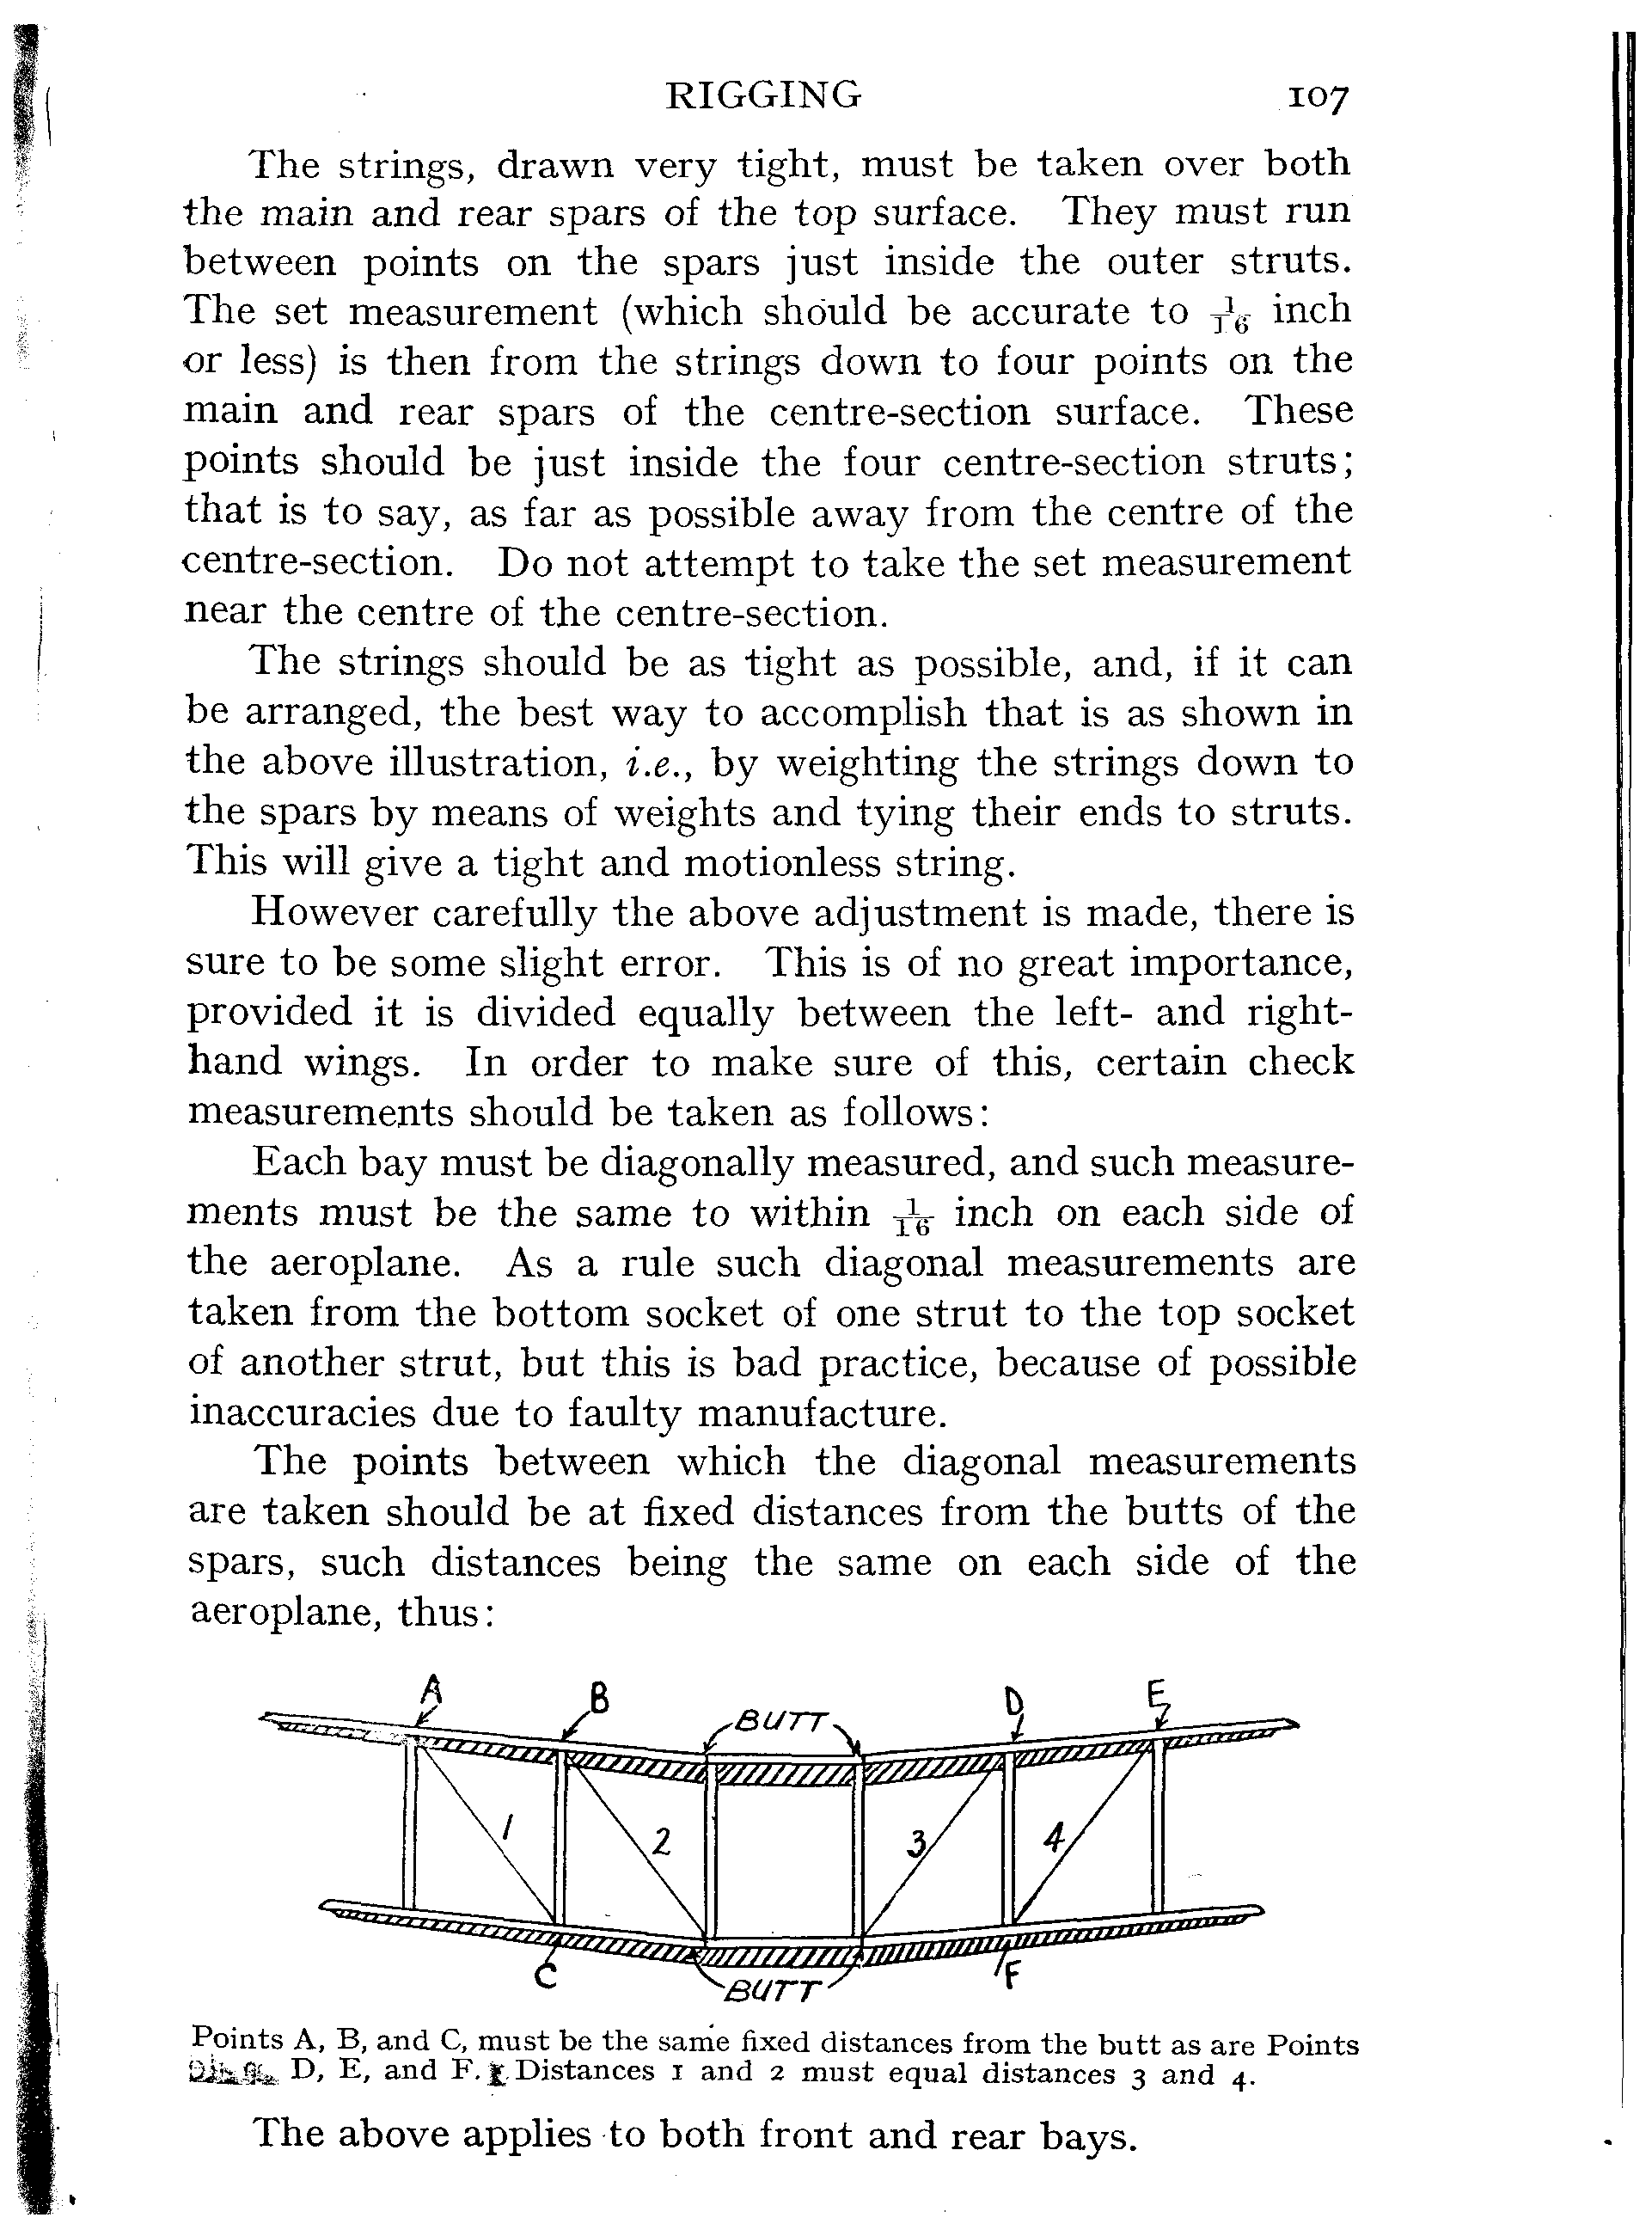 RIGGING 107
The strings, drawn very tight, must be taken over both
the main and rear spars of the top surface. They must run
between points on the spars just inside the outer struts.
The set measurement (which should be accurate to 1/16 inch
or less) is then from the strings down to four points on the
main and rear spars of the centre-section surface. These
points should be just inside the four centre-section struts;
that is to say, as far as possible away from the centre of the
centre-section. Do not attempt to take the set measurement
near the centre of the centre-section.
The strings should be as tight as possible, and, if it can
be arranged, the best way to accomplish that is as shown in
the above illustration, i.e., by weighting the strings down to
the spars by means of weights and tying their ends to struts.
This will give a tight and motionless string.
However carefully the above adjustment is made, there is
sure to be some slight error. This is of no great importance,
provided it is divided equally between the left- and right-
hand wings. In order to make sure of this, certain check
measurements should be taken as follows:
Each bay must be diagonally measured, and such measure-
ments must be the same to within 1/16 inch on each side of
the aeroplane. As a rule such diagonal measurements are
taken from the bottom socket of one strut to the top socket
of another strut, but this is bad practice, because of possible
inaccuracies due to faulty manufacture.
The points between which the diagonal measurements
are taken should be at fixed distances from the butts of the
spars, such distances being the same on each side of the
aeroplane, thus:
A B BUTT D E
1 2 3 4
C BUTT F
Points A, B, and C, must be the same fixed distances from the butt as are Points
D, E, and F. Distances 1 and 2 must equal distances 3 and 4.
The above applies to both front and rear bays.